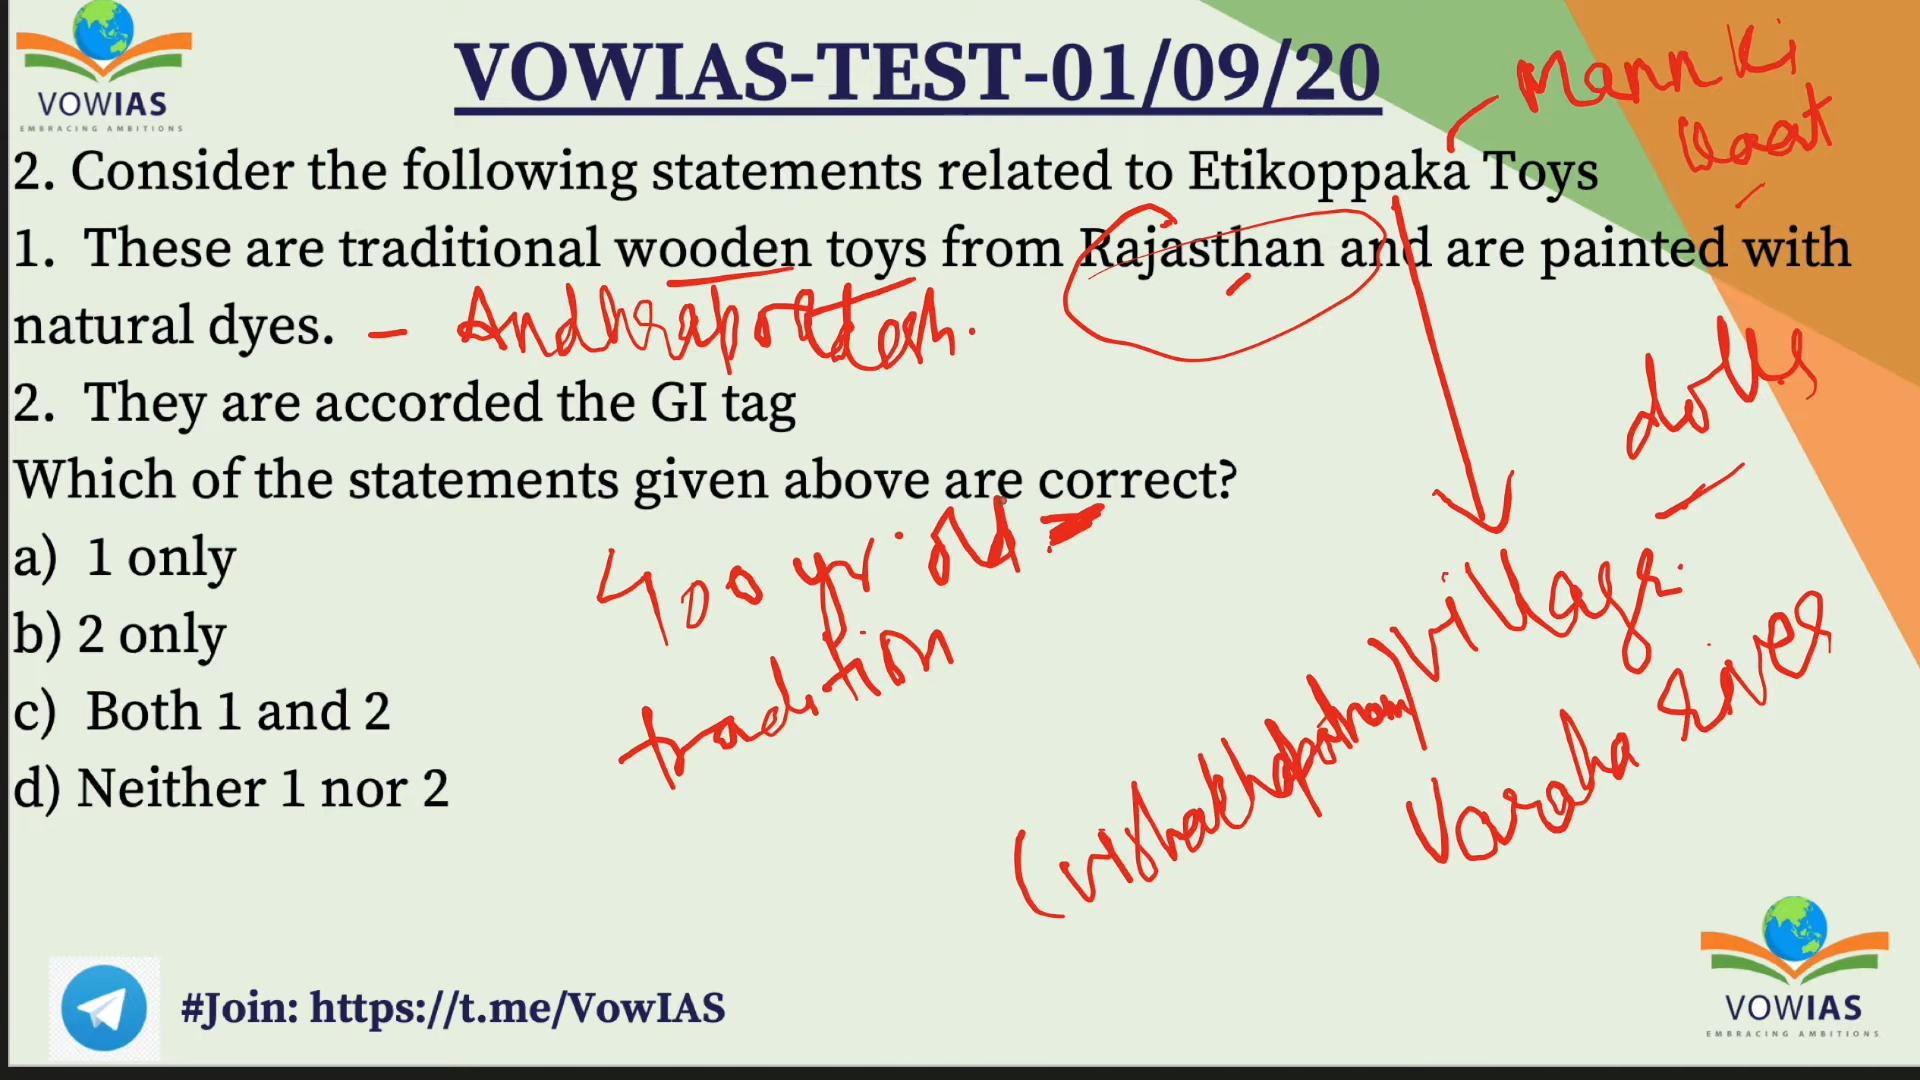 VOWIAS
EMBRACING AMBITIONS
VOWIAS-TEST-01/09/20
Mann Ki
Vaat
2. Consider the following statements related to Etikoppaka Toys
1. These are traditional wooden toys from Rajasthan and are painted with
natural dyes. - Andhrapradesh.
2. They are accorded the GI tag
dolls
Which of the statements given above are correct?
a) 1 only
400 yr old
village
b) 2 only
tradition
(vishakhapatnam)
Varaha River
c) Both 1 and 2
d) Neither 1 nor 2
#Join: https://t.me/VowIAS
VOWIAS
EMBRACING AMBITIONS